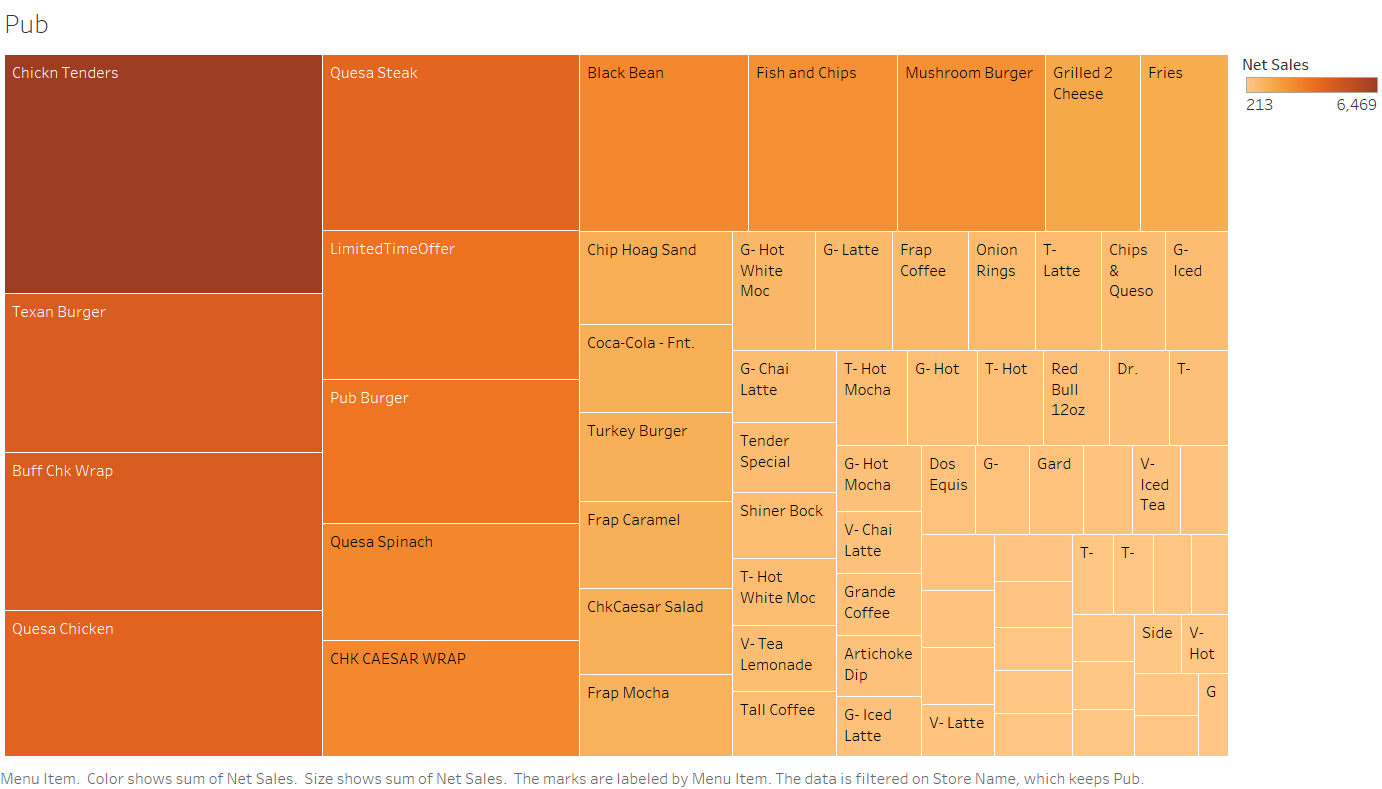 Pub
Net Sales
213 6,469
Chickn Tenders
Texan Burger
Buff Chk Wrap
Quesa Chicken
Quesa Steak
LimitedTimeOffer
Pub Burger
Quesa Spinach
CHK CAESAR WRAP
Black Bean
Fish and Chips
Mushroom Burger
Grilled 2
Cheese
Fries
Chip Hoag Sand
Coca-Cola - Fnt.
Turkey Burger
Frap Caramel
ChkCaesar Salad
Frap Mocha
G- Hot
White
Moc
G- Latte
Frap
Coffee
Onion
Rings
T-
Latte
Chips
&
Queso
G-
Iced
G- Chai
Latte
Tender
Special
Shiner Bock
T- Hot
White Moc
V- Tea
Lemonade
Tall Coffee
T- Hot
Mocha
G- Hot
T- Hot
Red
Bull
12oz
Dr.
T-
G- Hot
Mocha
V- Chai
Latte
Grande
Coffee
Artichoke
Dip
G- Iced
Latte
Dos
Equis
G-
Gard
V-
Iced
Tea
V- Latte
T-
T-
Side
V-
Hot
G
Menu Item.  Color shows sum of Net Sales.  Size shows sum of Net Sales.  The marks are labeled by Menu Item. The data is filtered on Store Name, which keeps Pub.